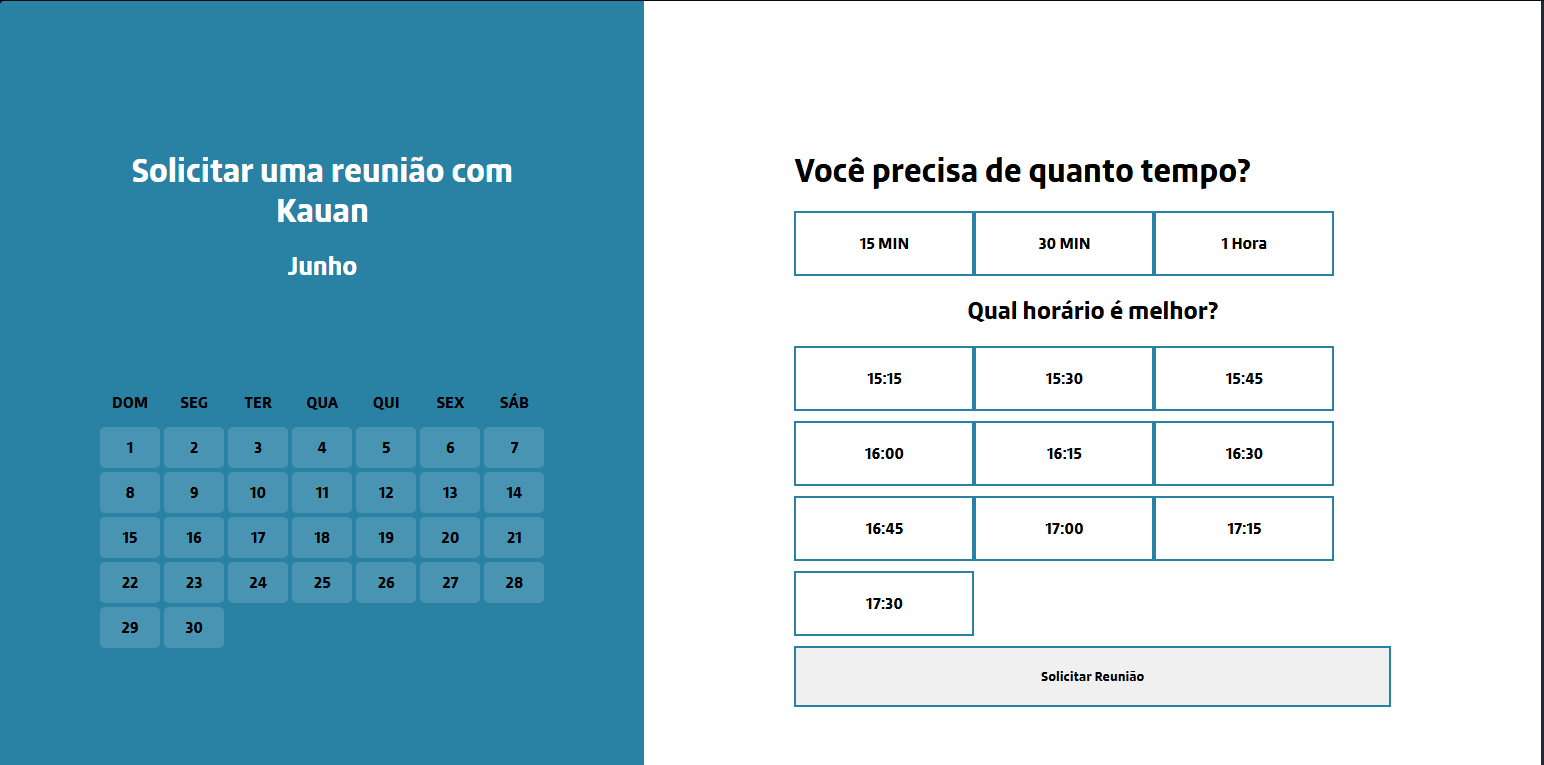 Solicitar uma reunião com
Kauan
Junho
DOM SEG TER QUA QUI SEX SÁB
1 2 3 4 5 6 7
8 9 10 11 12 13 14
15 16 17 18 19 20 21
22 23 24 25 26 27 28
29 30
Você precisa de quanto tempo?
15 MIN 30 MIN 1 Hora
Qual horário é melhor?
15:15 15:30 15:45
16:00 16:15 16:30
16:45 17:00 17:15
17:30
Solicitar Reunião